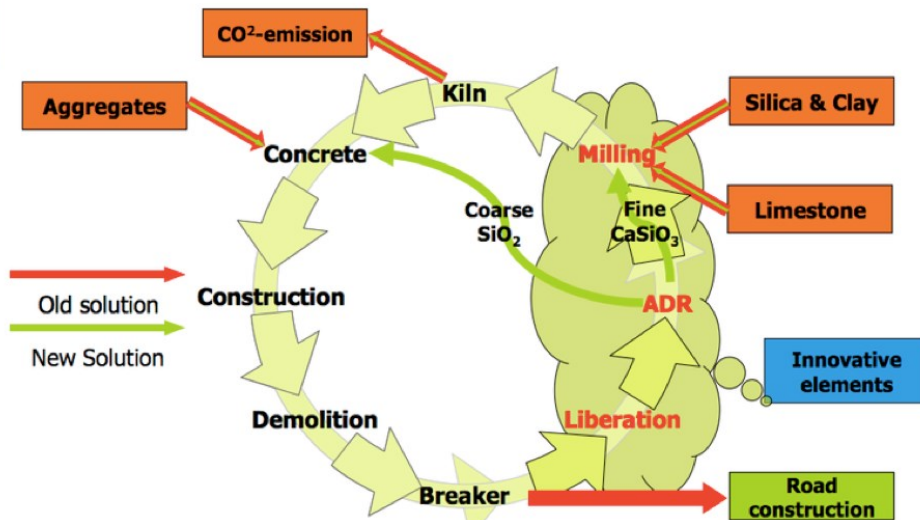 CO²-emission
Kiln
Aggregates
Silica & Clay
Concrete
Milling
Limestone
Coarse
SiO₂
Fine
CaSiO₃
Old solution
New Solution
Construction
ADR
Innovative
elements
Demolition
Liberation
Breaker
Road
construction